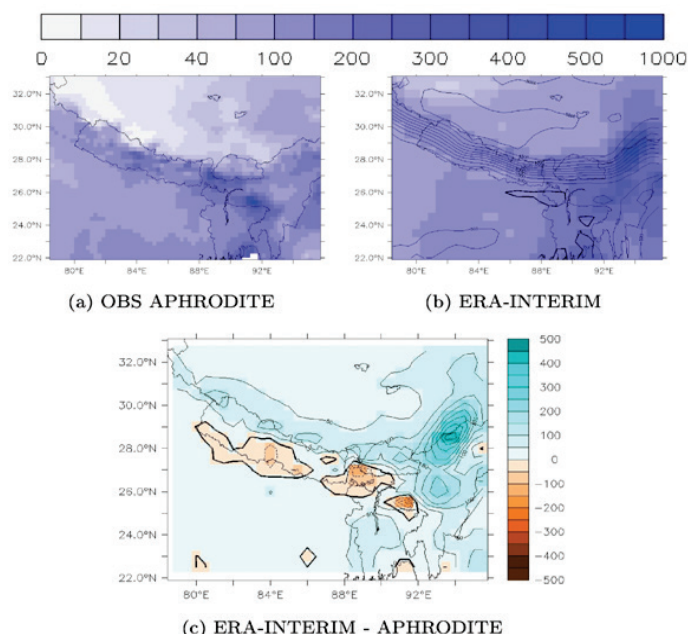 0 10 20 40 100 200 300 400 500 1000
32.0°N
30.0°N
28.0°N
26.0°N
24.0°N
22.0°N
80°E 84°E 88°E 92°E
(a) OBS APHRODITE
32.0°N
30.0°N
28.0°N
26.0°N
24.0°N
22.0°N
80°E 84°E 88°E 92°E
(b) ERA-INTERIM
32.0°N
30.0°N
28.0°N
26.0°N
24.0°N
22.0°N
80°E 84°E 88°E 92°E
500
400
300
200
100
0
−100
−200
−300
−400
−500
(c) ERA-INTERIM - APHRODITE